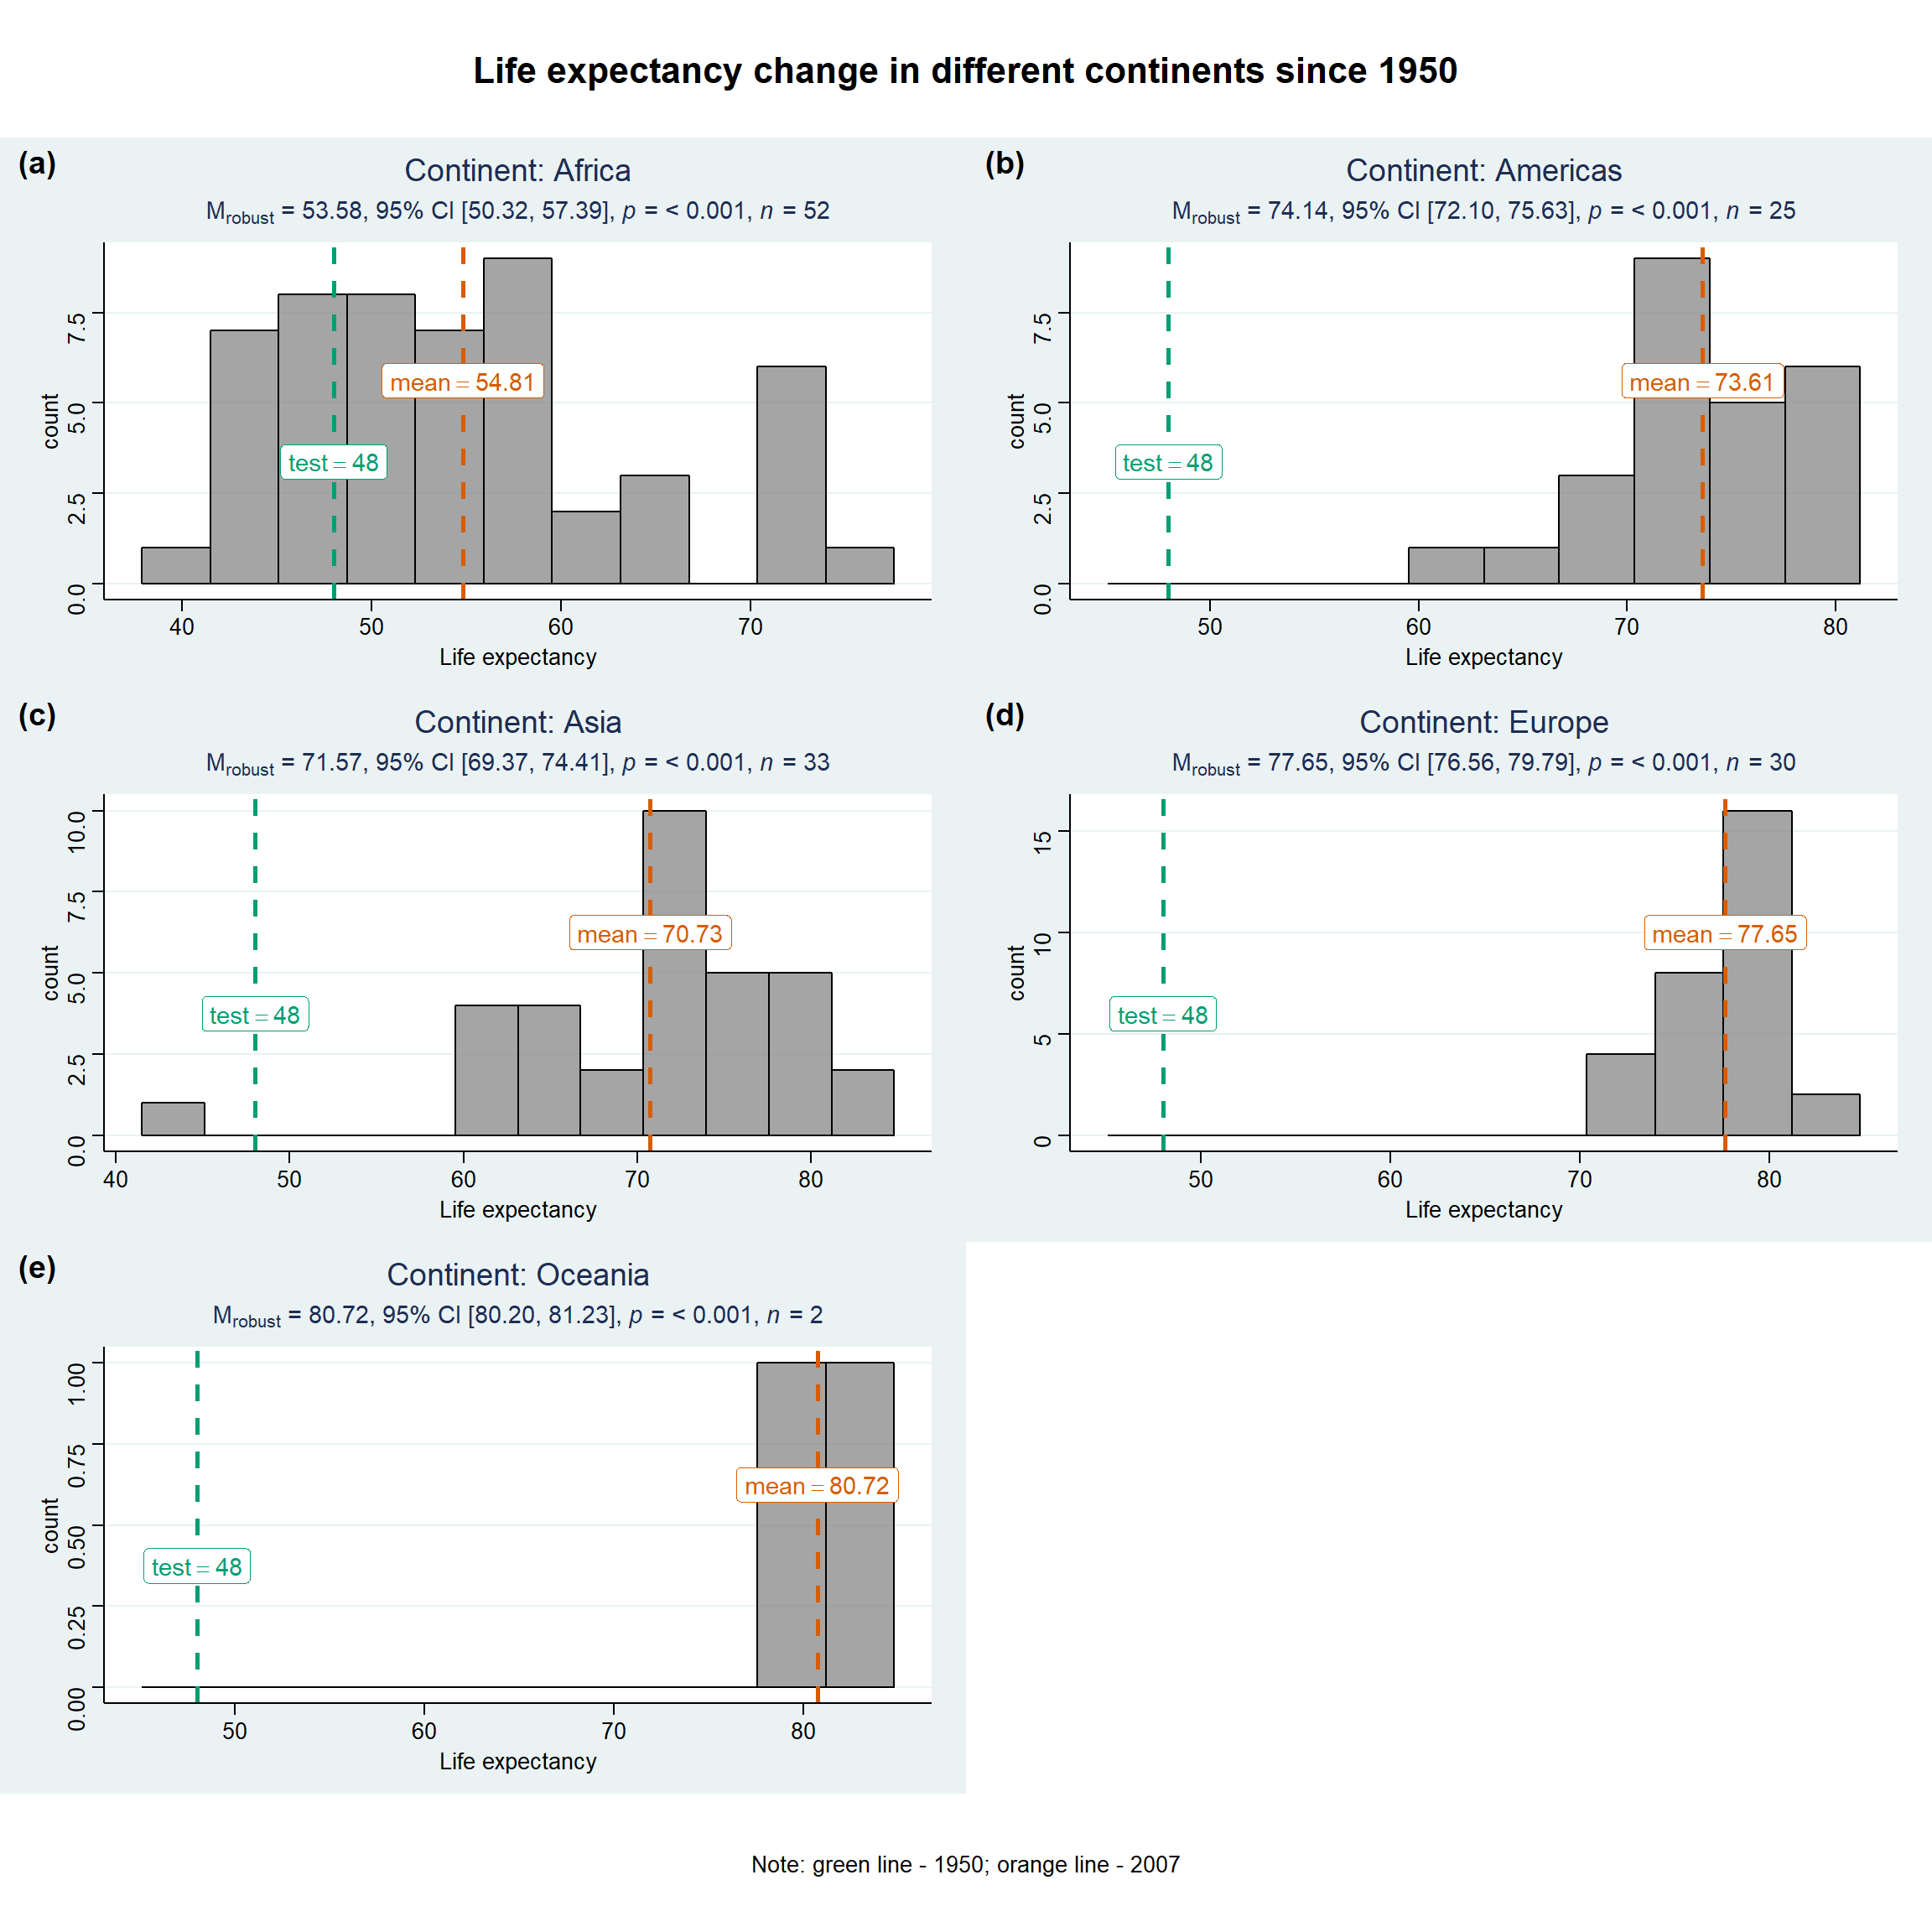 Life expectancy change in different continents since 1950
(a)
Continent: Africa
Mrobust = 53.58, 95% CI [50.32, 57.39], p = < 0.001, n = 52
count
7.5
5.0
2.5
0.0
mean = 54.81
test = 48
40 50 60 70
Life expectancy
(b)
Continent: Americas
Mrobust = 74.14, 95% CI [72.10, 75.63], p = < 0.001, n = 25
count
7.5
5.0
2.5
0.0
mean = 73.61
test = 48
50 60 70 80
Life expectancy
(c)
Continent: Asia
Mrobust = 71.57, 95% CI [69.37, 74.41], p = < 0.001, n = 33
count
10.0
7.5
5.0
2.5
0.0
mean = 70.73
test = 48
40 50 60 70 80
Life expectancy
(d)
Continent: Europe
Mrobust = 77.65, 95% CI [76.56, 79.79], p = < 0.001, n = 30
count
15
10
5
0
mean = 77.65
test = 48
50 60 70 80
Life expectancy
(e)
Continent: Oceania
Mrobust = 80.72, 95% CI [80.20, 81.23], p = < 0.001, n = 2
count
1.00
0.75
0.50
0.25
0.00
mean = 80.72
test = 48
50 60 70 80
Life expectancy
Note: green line - 1950; orange line - 2007